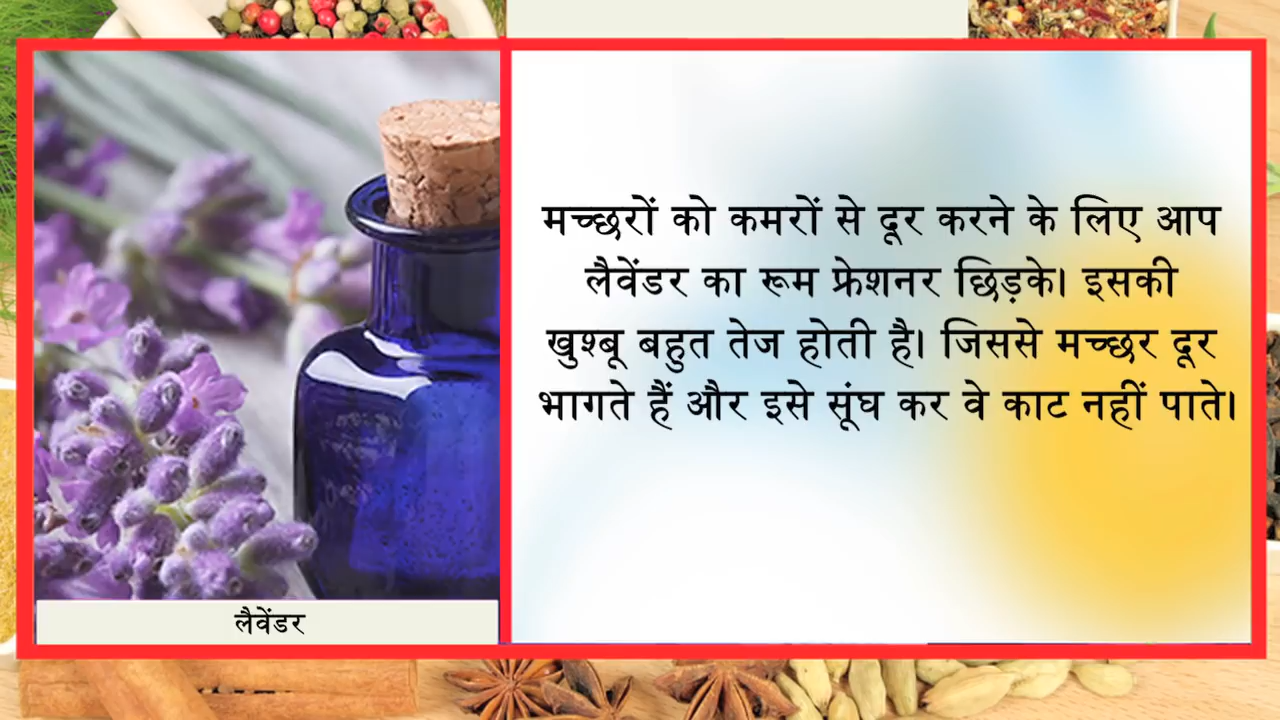 मच्छरों को कमरों से दूर करने के लिए आप
लैवेंडर का रूम फ्रेशनर छिड़के। इसकी
खुश्बू बहुत तेज होती है। जिससे मच्छर दूर
भागते हैं और इसे सूंघ कर वे काट नहीं पाते।
लैवेंडर